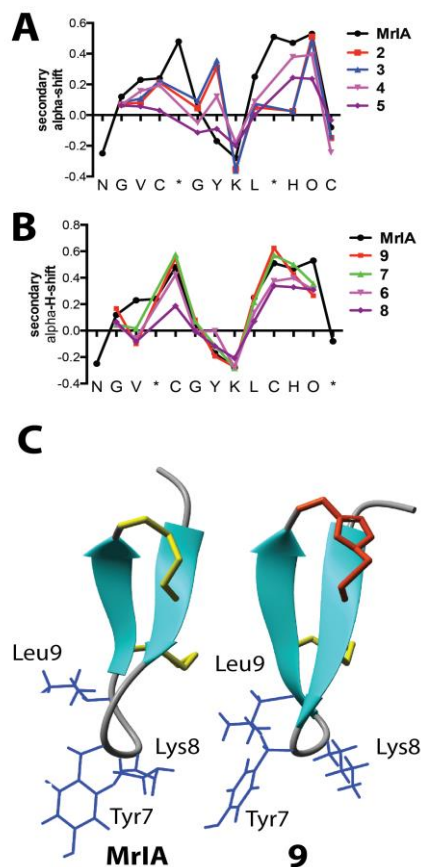 A
secondary
alpha-shift
0.6
0.4
0.2
-0.0
-0.2
-0.4
N G V C * G Y K L * H O C
MrIA
2
3
4
5
B
secondary
alpha-H-shift
0.6
0.4
0.2
0.0
-0.2
-0.4
N G V * C G Y K L C H O *
MrIA
9
7
6
8
C
Leu9
Lys8
Tyr7
MrIA
Leu9
Lys8
Tyr7
9